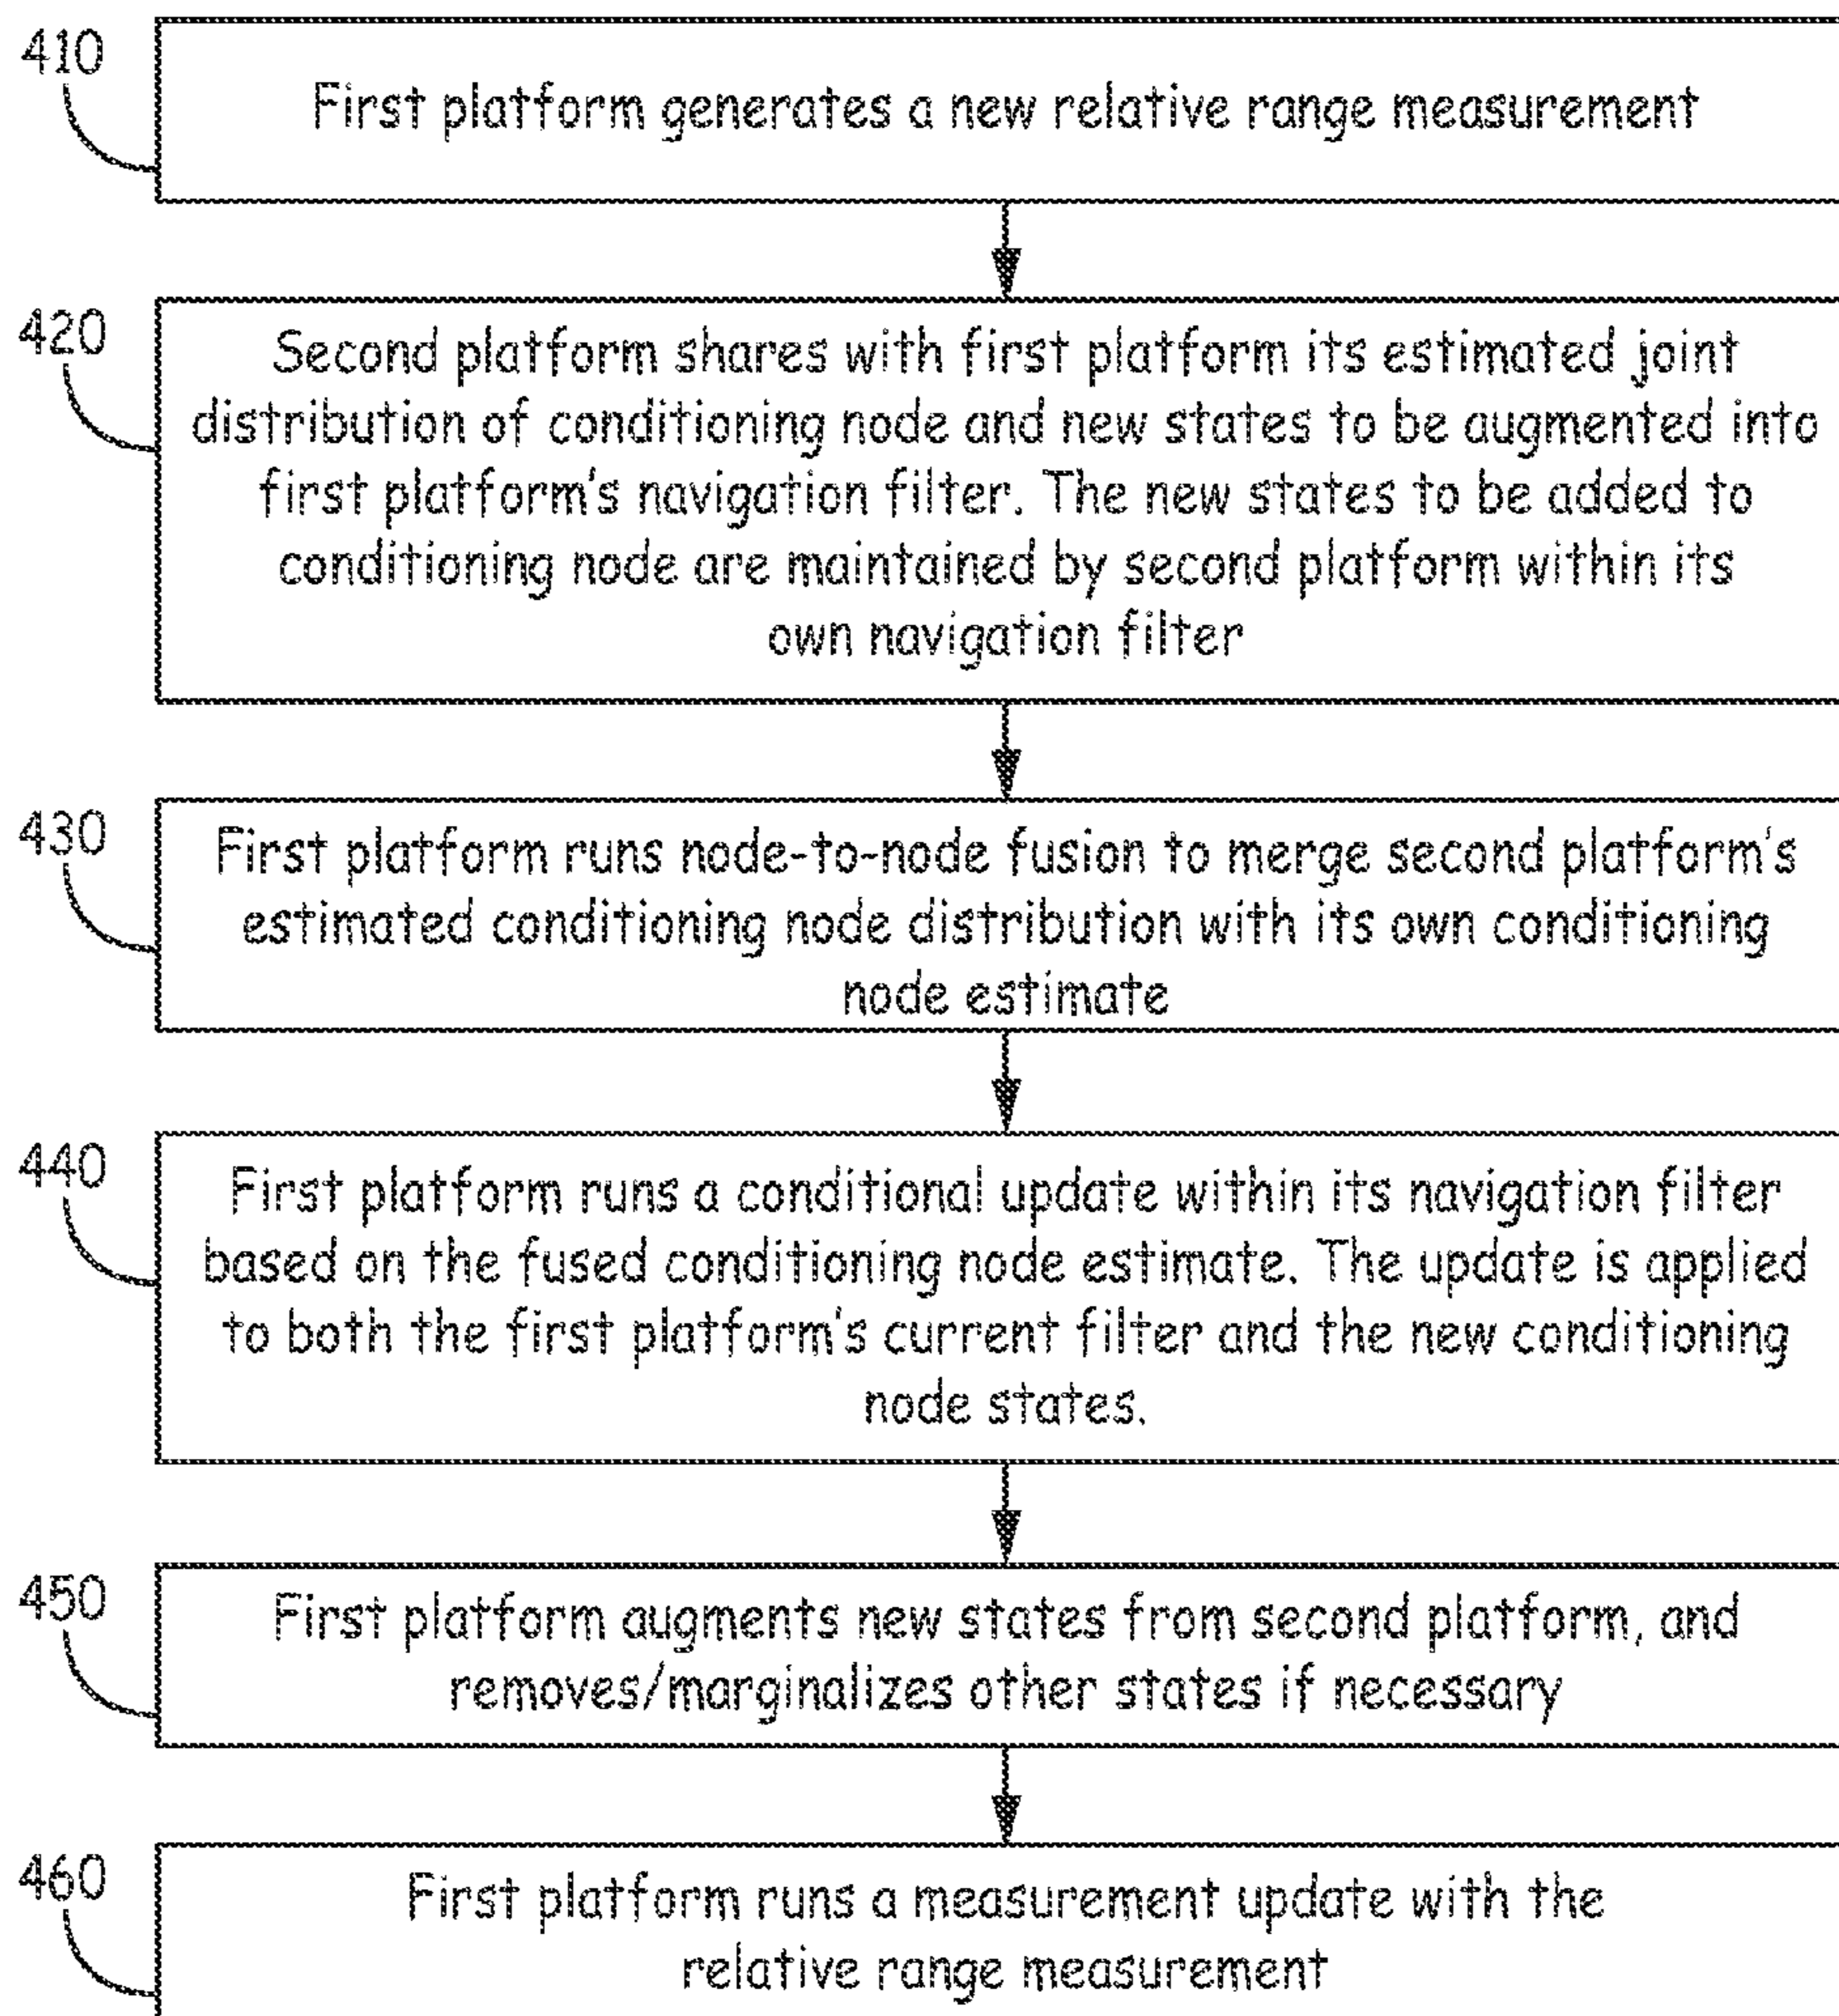 410
First platform generates a new relative range measurement
420
Second platform shares with first platform its estimated joint
distribution of conditioning node and new states to be augmented into
first platform's navigation filter. The new states to be added to
conditioning node are maintained by second platform within its
own navigation filter
430
First platform runs node-to-node fusion to merge second platform's
estimated conditioning node distribution with its own conditioning
node estimate
440
First platform runs a conditional update within its navigation filter
based on the fused conditioning node estimate. The update is applied
to both the first platform's current filter and the new conditioning
node states.
450
First platform augments new states from second platform, and
removes/marginalizes other states if necessary
460
First platform runs a measurement update with the
relative range measurement